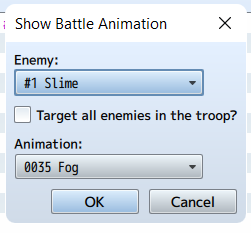 Show Battle Animation
Enemy:
#1 Slime
Target all enemies in the troop?
Animation:
0035 Fog
OK
Cancel